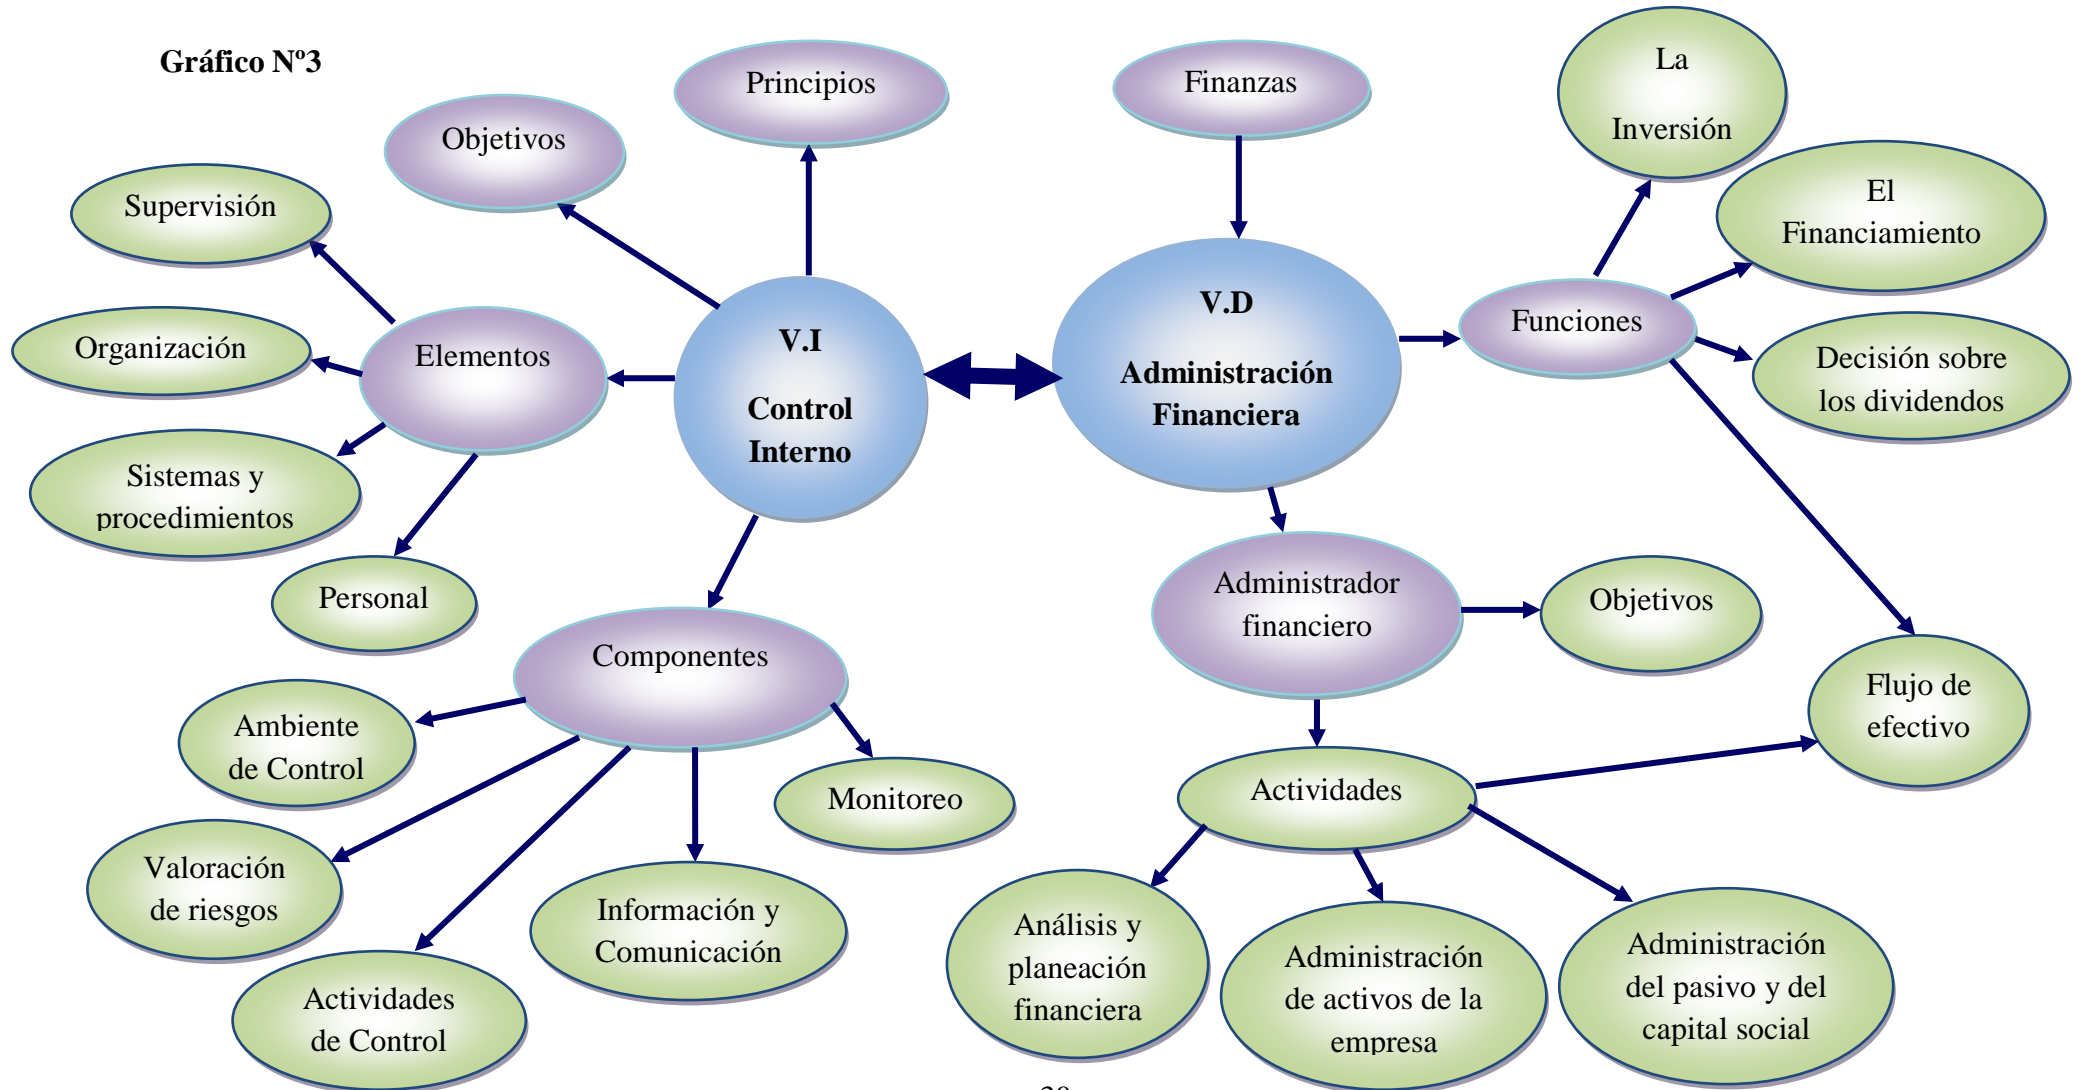 Gráfico Nº3
Principios
Objetivos
Supervisión
Organización
Elementos
Sistemas y
procedimientos
Personal
V.I
Control
Interno
Componentes
Ambiente
de Control
Valoración
de riesgos
Actividades
de Control
Información y
Comunicación
Monitoreo
Finanzas
V.D
Administración
Financiera
Funciones
La
Inversión
El
Financiamiento
Decisión sobre
los dividendos
Administrador
financiero
Objetivos
Flujo de
efectivo
Actividades
Análisis y
planeación
financiera
Administración
de activos de la
empresa
Administración
del pasivo y del
capital social